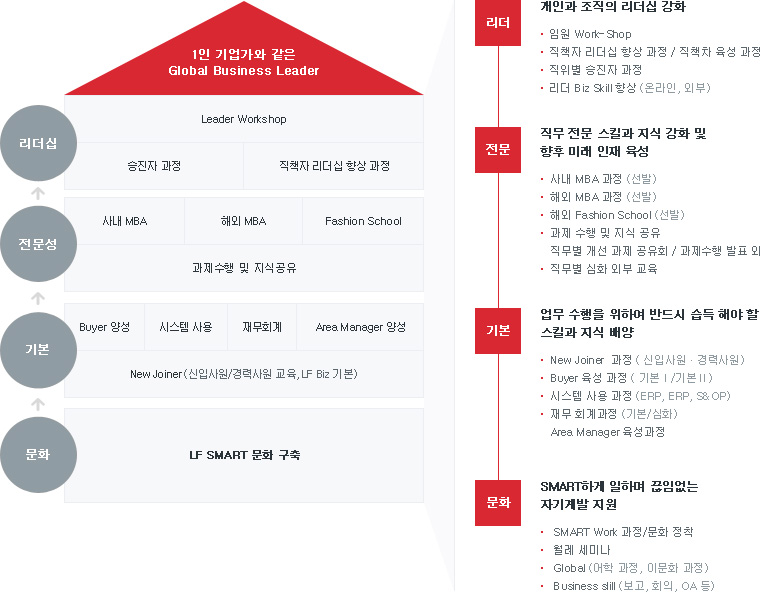 1인 기업가와 같은
Global Business Leader
리더십
Leader Workshop
승진자 과정
직책자 리더십 향상 과정
전문성
사내 MBA
해외 MBA
Fashion School
과제수행 및 지식공유
기본
Buyer 양성
시스템 사용
재무회계
Area Manager 양성
New Joiner (신입사원/경력사원 교육, LF Biz 기본)
문화
LF SMART 문화 구축
리더
개인과 조직의 리더십 강화
• 임원 Work-Shop
• 직책자 리더십 향상 과정 / 직책차 육성 과정
• 직위별 승진자 과정
• 리더 Biz Skill 향상 (온라인, 외부)
전문
직무 전문 스킬과 지식 강화 및
향후 미래 인재 육성
• 사내 MBA 과정 (선발)
• 해외 MBA 과정 (선발)
• 해외 Fashion School (선발)
• 과제 수행 및 지식 공유
직무별 개선 과제 공유회 / 과제수행 발표 외
• 직무별 심화 외부 교육
기본
업무 수행을 위하여 반드시 습득 해야 할
스킬과 지식 배양
• New Joiner 과정 ( 신입사원 · 경력사원)
• Buyer 육성 과정 ( 기본Ⅰ/기본Ⅱ)
• 시스템 사용 과정 (ERP, ERP, S&OP)
• 재무 회계과정 (기본/심화)
Area Manager 육성과정
문화
SMART하게 일하며 끊임없는
자기계발 지원
• SMART Work 과정/문화 정착
• 월례 세미나
• Global (어학 과정, 이문화 과정)
• Business slill (보고, 회의, OA 등)